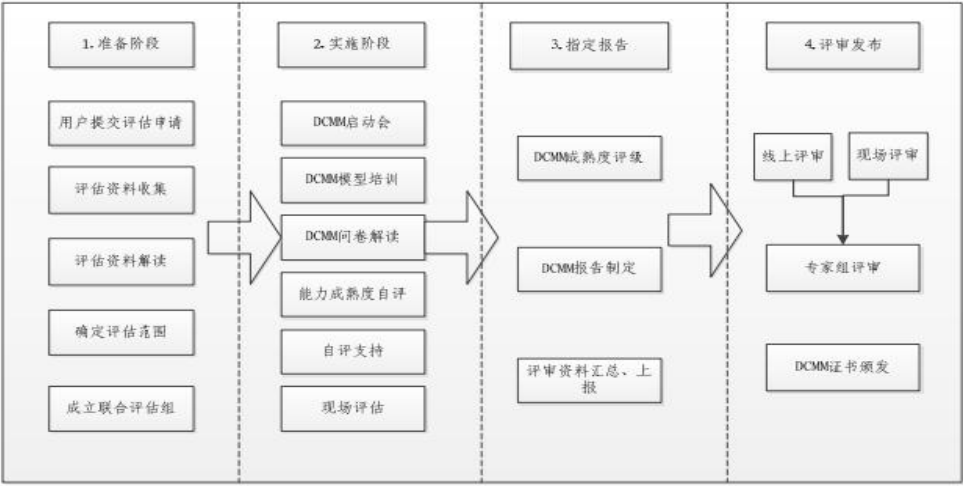 1.准备阶段
用户提交评估申请
评估资料收集
评估资料解读
确定评估范围
成立联合评估组
2.实施阶段
DCMM启动会
DCMM模型培训
DCMM问卷解读
能力成熟度自评
自评支持
现场评估
3.指定报告
DCMM成熟度评级
DCMM报告制定
评审资料汇总、上
报
4.评审发布
线上评审
现场评审
专家组评审
DCMM证书颁发